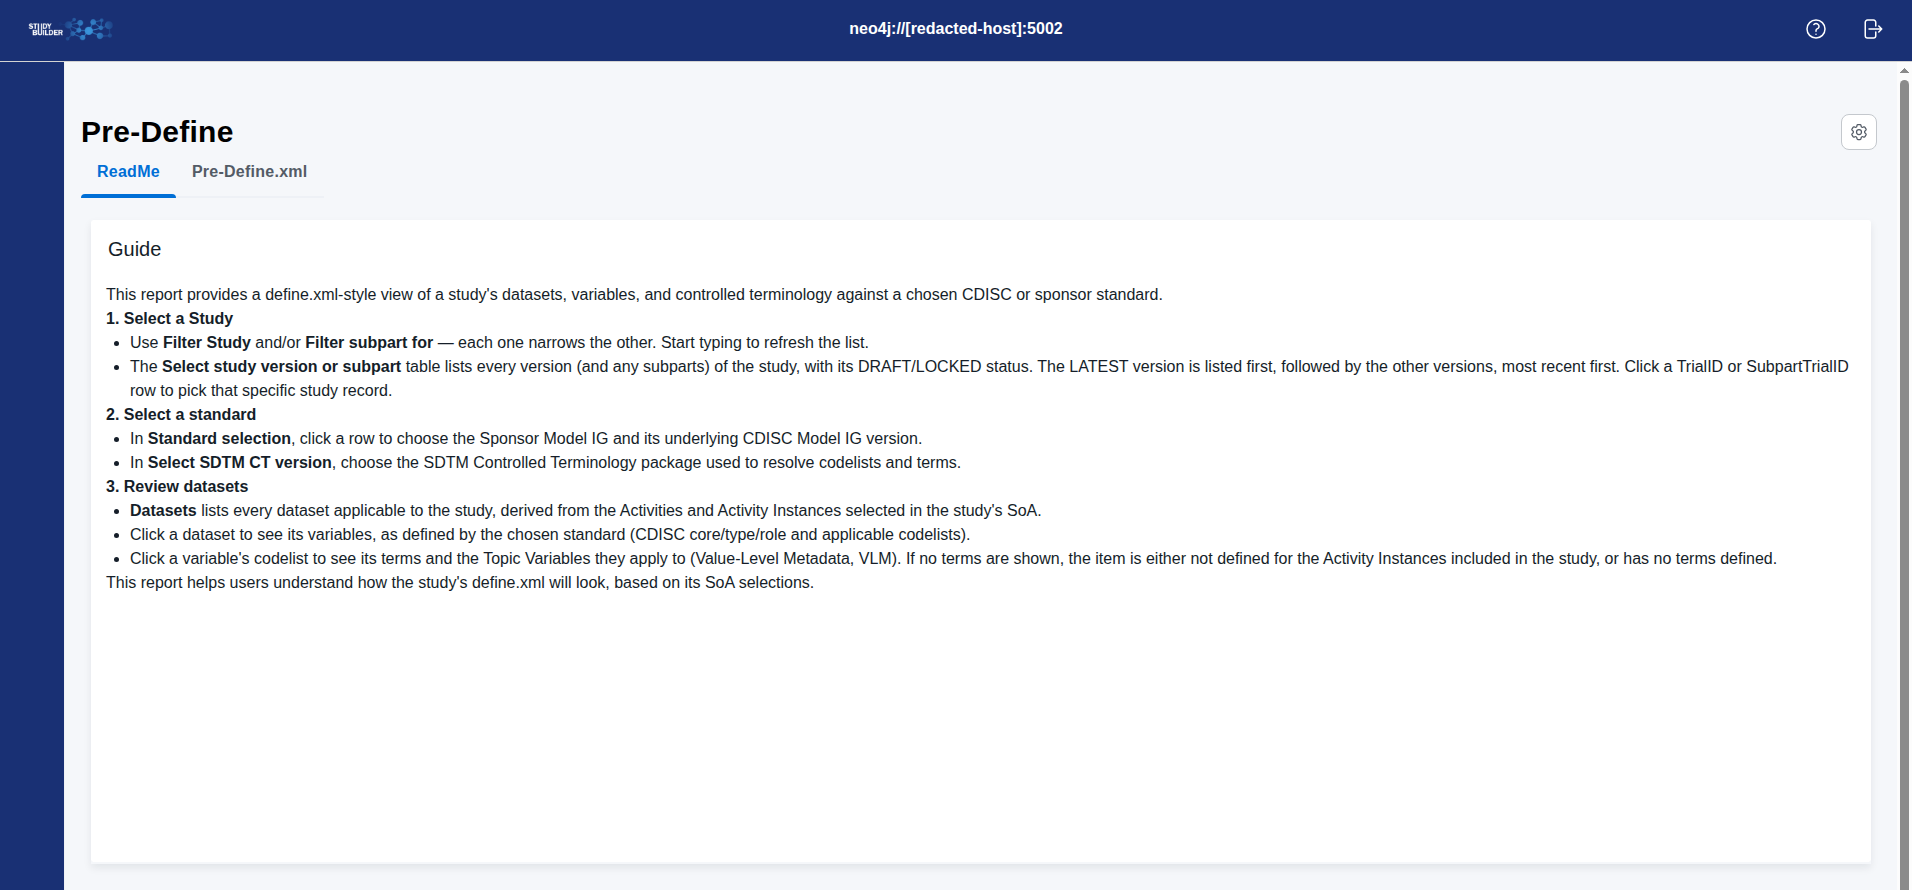 STUDY
BUILDER
neo4j://[redacted-host]:5002
Pre-Define
ReadMe
Pre-Define.xml
Guide
This report provides a define.xml-style view of a study's datasets, variables, and controlled terminology against a chosen CDISC or sponsor standard.
1. Select a Study
• Use Filter Study and/or Filter subpart for — each one narrows the other. Start typing to refresh the list.
• The Select study version or subpart table lists every version (and any subparts) of the study, with its DRAFT/LOCKED status. The LATEST version is listed first, followed by the other versions, most recent first. Click a TrialID or SubpartTrialID
row to pick that specific study record.
2. Select a standard
• In Standard selection, click a row to choose the Sponsor Model IG and its underlying CDISC Model IG version.
• In Select SDTM CT version, choose the SDTM Controlled Terminology package used to resolve codelists and terms.
3. Review datasets
• Datasets lists every dataset applicable to the study, derived from the Activities and Activity Instances selected in the study's SoA.
• Click a dataset to see its variables, as defined by the chosen standard (CDISC core/type/role and applicable codelists).
• Click a variable's codelist to see its terms and the Topic Variables they apply to (Value-Level Metadata, VLM). If no terms are shown, the item is either not defined for the Activity Instances included in the study, or has no terms defined.
This report helps users understand how the study's define.xml will look, based on its SoA selections.